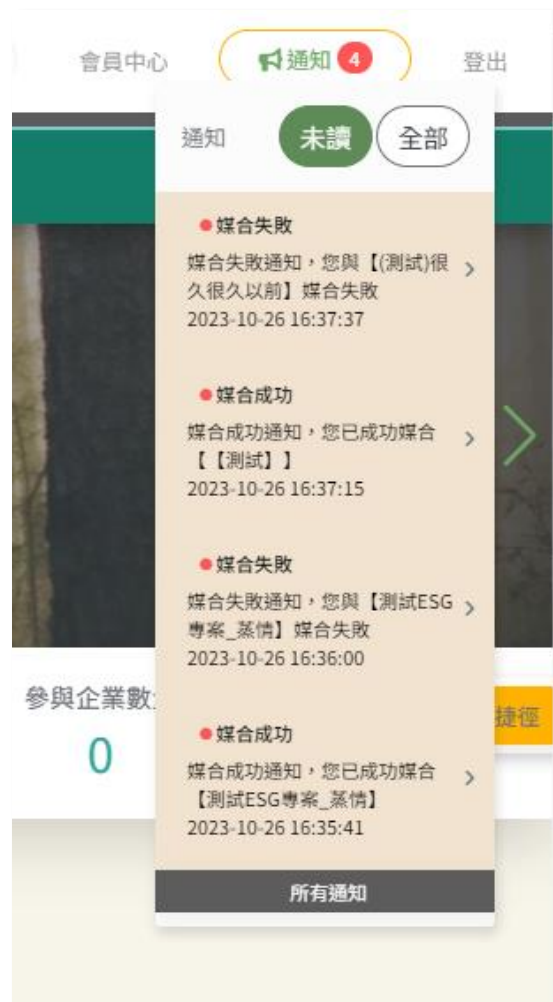 會員中心
通知 4
登出
通知
未讀
全部
媒合失敗
媒合失敗通知，您與【(測試)很
久很久以前】媒合失敗
2023-10-26 16:37:37
媒合成功
媒合成功通知，您已成功媒合
【【測試】】
2023-10-26 16:37:15
媒合失敗
媒合失敗通知，您與【測試ESG
專案_蒸情】媒合失敗
2023-10-26 16:36:00
參與企業數
0
捷徑
媒合成功
媒合成功通知，您已成功媒合
【測試ESG專案_蒸情】
2023-10-26 16:35:41
所有通知